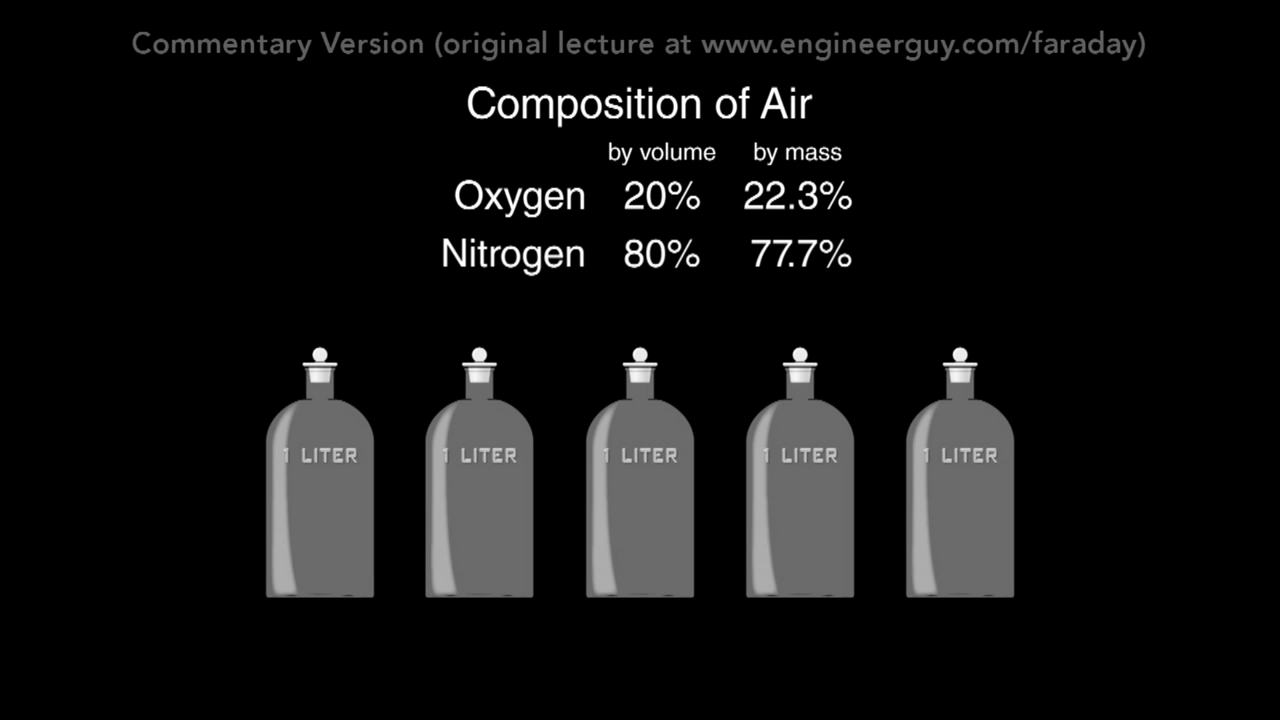 Commentary Version (original lecture at www.engineerguy.com/faraday)
Composition of Air
by volume by mass
Oxygen 20% 22.3%
Nitrogen 80% 77.7%
1 LITER 1 LITER 1 LITER 1 LITER 1 LITER